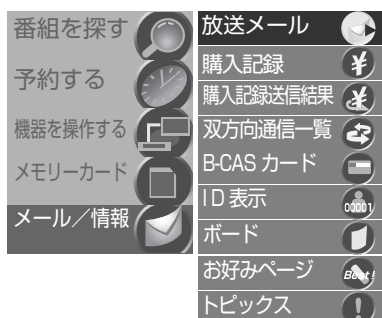 番組を探す
予約する
機器を操作する
メモリーカード
メール／情報
放送メール
購入記録
¥
購入記録送信結果
¥
双方向通信一覧
B-CAS カード
ID 表示
00001
ボード
お好みページ
Best!
トピックス
!